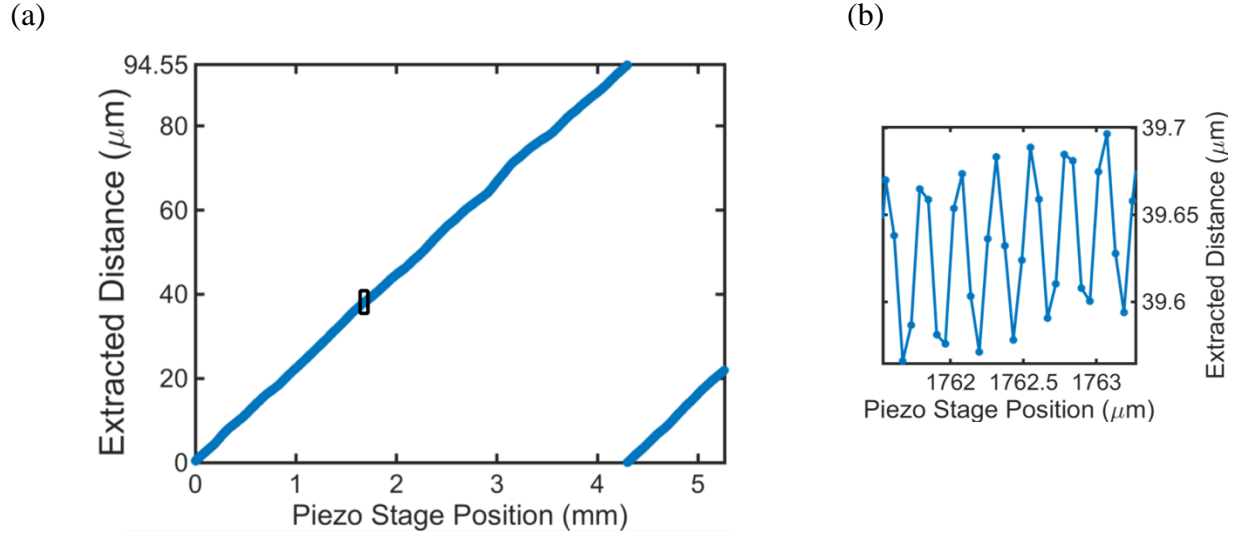 (a)
(b)
94.55
80
60
40
20
0
0 1 2 3 4 5
Extracted Distance (μm)
Piezo Stage Position (mm)
39.7
39.65
39.6
1762 1762.5 1763
Extracted Distance (μm)
Piezo Stage Position (μm)